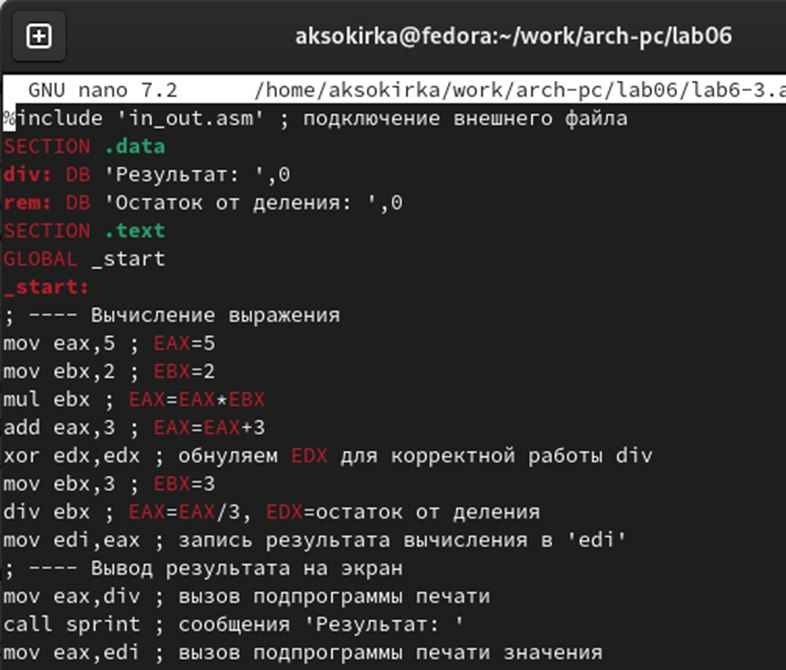 aksokirka@fedora:~/work/arch-pc/lab06
GNU nano 7.2 /home/aksokirka/work/arch-pc/lab06/lab6-3.a
%include 'in_out.asm' ; подключение внешнего файла
SECTION .data
div: DB 'Результат: ',0
rem: DB 'Остаток от деления: ',0
SECTION .text
GLOBAL _start
_start:
; ---- Вычисление выражения
mov eax,5 ; EAX=5
mov ebx,2 ; EBX=2
mul ebx ; EAX=EAX*EBX
add eax,3 ; EAX=EAX+3
xor edx,edx ; обнуляем EDX для корректной работы div
mov ebx,3 ; EBX=3
div ebx ; EAX=EAX/3, EDX=остаток от деления
mov edi,eax ; запись результата вычисления в 'edi'
; ---- Вывод результата на экран
mov eax,div ; вызов подпрограммы печати
call sprint ; сообщения 'Результат: '
mov eax,edi ; вызов подпрограммы печати значения